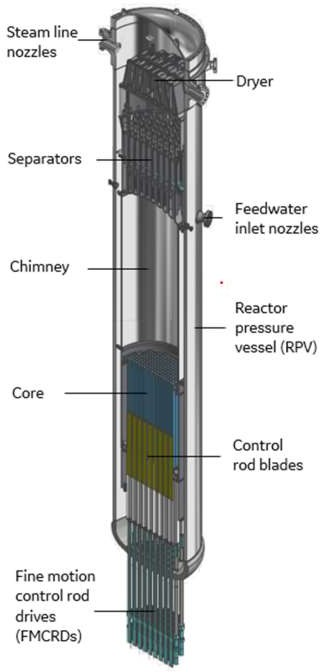 Steam line
nozzles
Dryer
Separators
Feedwater
inlet nozzles
Chimney
Reactor
pressure
vessel (RPV)
Core
Control
rod blades
Fine motion
control rod
drives
(FMCRDs)